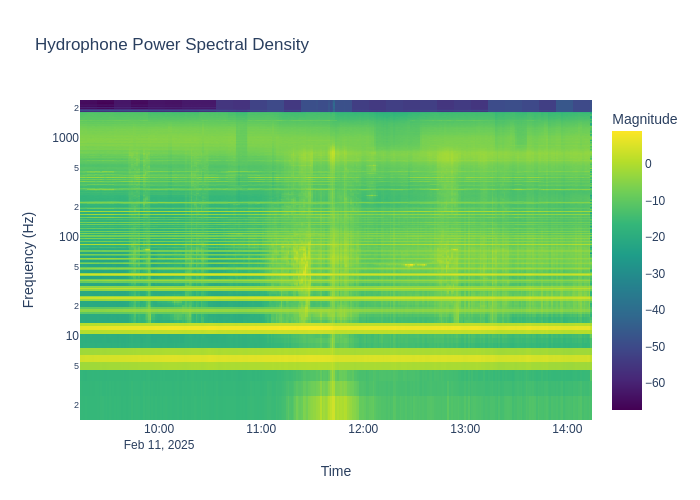 Hydrophone Power Spectral Density
Magnitude
2
1000
5
2
100
5
2
10
5
2
Frequency (Hz)
0
−10
−20
−30
−40
−50
−60
10:00 11:00 12:00 13:00 14:00
Feb 11, 2025
Time